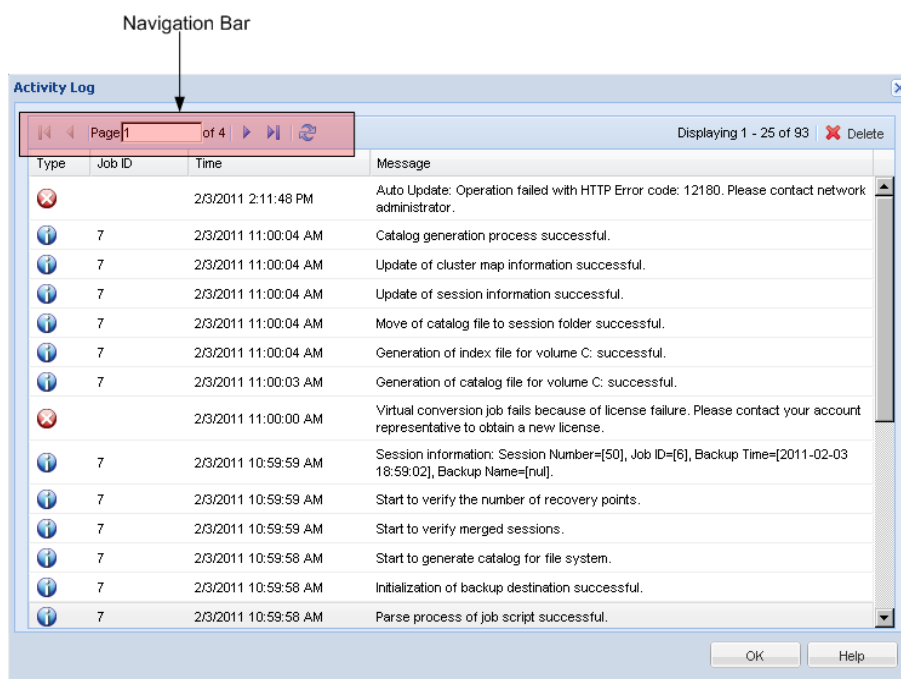 Navigation Bar
Activity Log
Page 1 of 4 Displaying 1 - 25 of 93 Delete
Type Job ID Time Message
2/3/2011 2:11:48 PM Auto Update: Operation failed with HTTP Error code: 12180. Please contact network
administrator.
7 2/3/2011 11:00:04 AM Catalog generation process successful.
7 2/3/2011 11:00:04 AM Update of cluster map information successful.
7 2/3/2011 11:00:04 AM Update of session information successful.
7 2/3/2011 11:00:04 AM Move of catalog file to session folder successful.
7 2/3/2011 11:00:04 AM Generation of index file for volume C: successful.
7 2/3/2011 11:00:03 AM Generation of catalog file for volume C: successful.
2/3/2011 11:00:00 AM Virtual conversion job fails because of license failure. Please contact your account
representative to obtain a new license.
7 2/3/2011 10:59:59 AM Session information: Session Number=[50], Job ID=[6], Backup Time=[2011-02-03
18:59:02], Backup Name=[nul].
7 2/3/2011 10:59:59 AM Start to verify the number of recovery points.
7 2/3/2011 10:59:59 AM Start to verify merged sessions.
7 2/3/2011 10:59:58 AM Start to generate catalog for file system.
7 2/3/2011 10:59:58 AM Initialization of backup destination successful.
7 2/3/2011 10:59:58 AM Parse process of job script successful.
OK Help